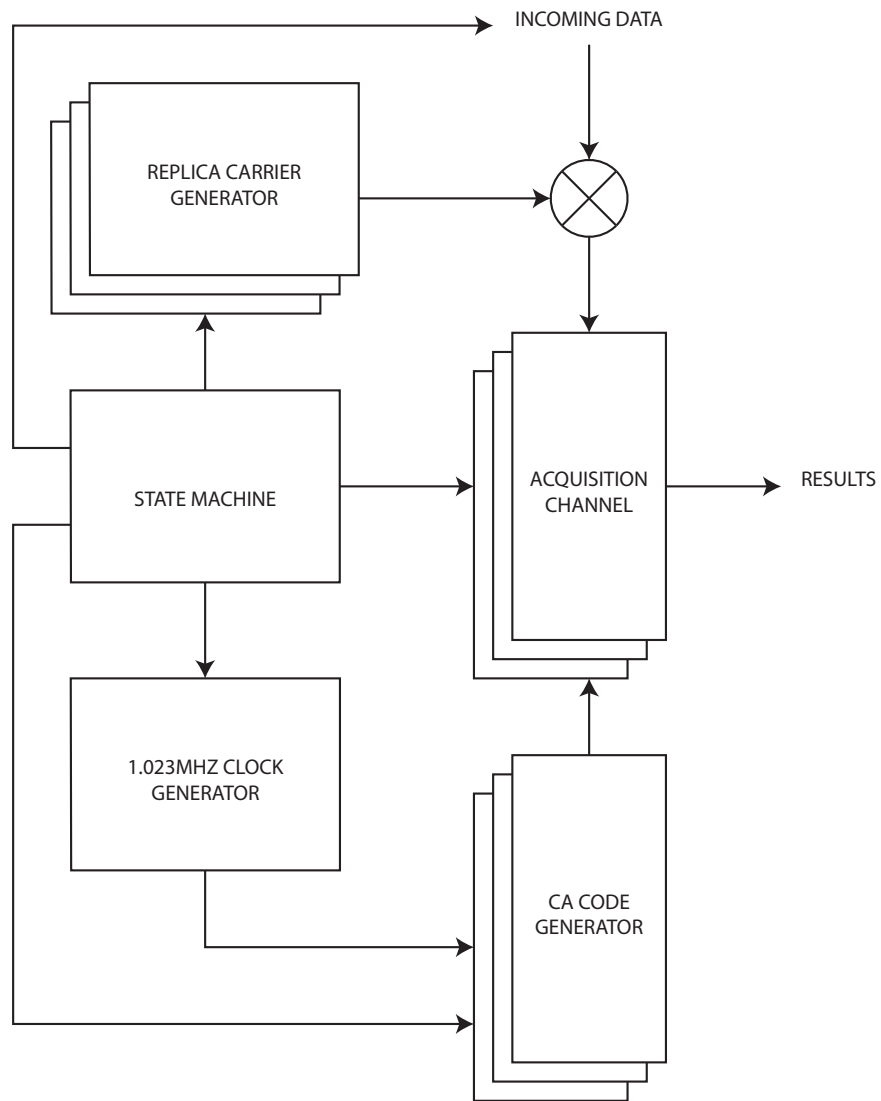 INCOMING DATA
REPLICA CARRIER
GENERATOR
STATE MACHINE
ACQUISITION
CHANNEL
RESULTS
1.023MHZ CLOCK
GENERATOR
CA CODE
GENERATOR